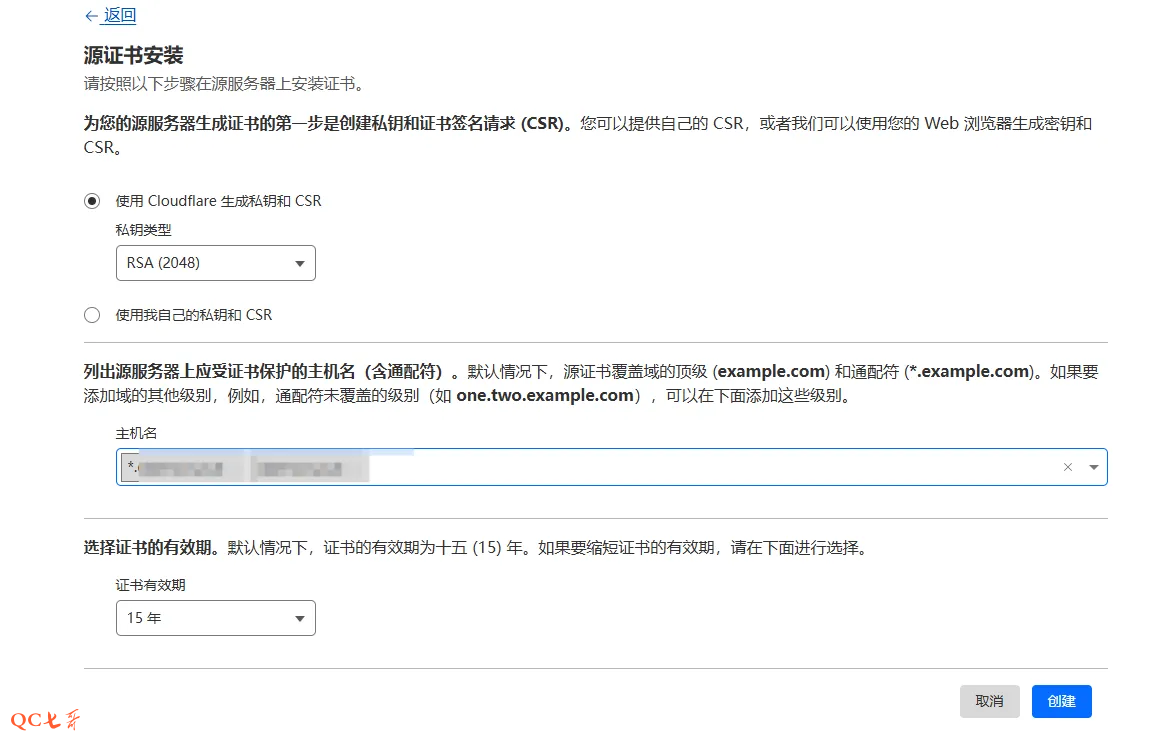 ← 返回
源证书安装
请按照以下步骤在源服务器上安装证书。
为您的源服务器生成证书的第一步是创建私钥和证书签名请求 (CSR)。您可以提供自己的 CSR，或者我们可以使用您的 Web 浏览器生成密钥和
CSR。
使用 Cloudflare 生成私钥和 CSR
私钥类型
RSA (2048)
使用我自己的私钥和 CSR
列出源服务器上应受证书保护的主机名（含通配符）。默认情况下，源证书覆盖域的顶级 (example.com) 和通配符 (*.example.com)。如果要
添加域的其他级别，例如，通配符未覆盖的级别（如 one.two.example.com），可以在下面添加这些级别。
主机名
*.
选择证书的有效期。默认情况下，证书的有效期为十五 (15) 年。如果要缩短证书的有效期，请在下面进行选择。
证书有效期
15 年
取消
创建
QC七哥